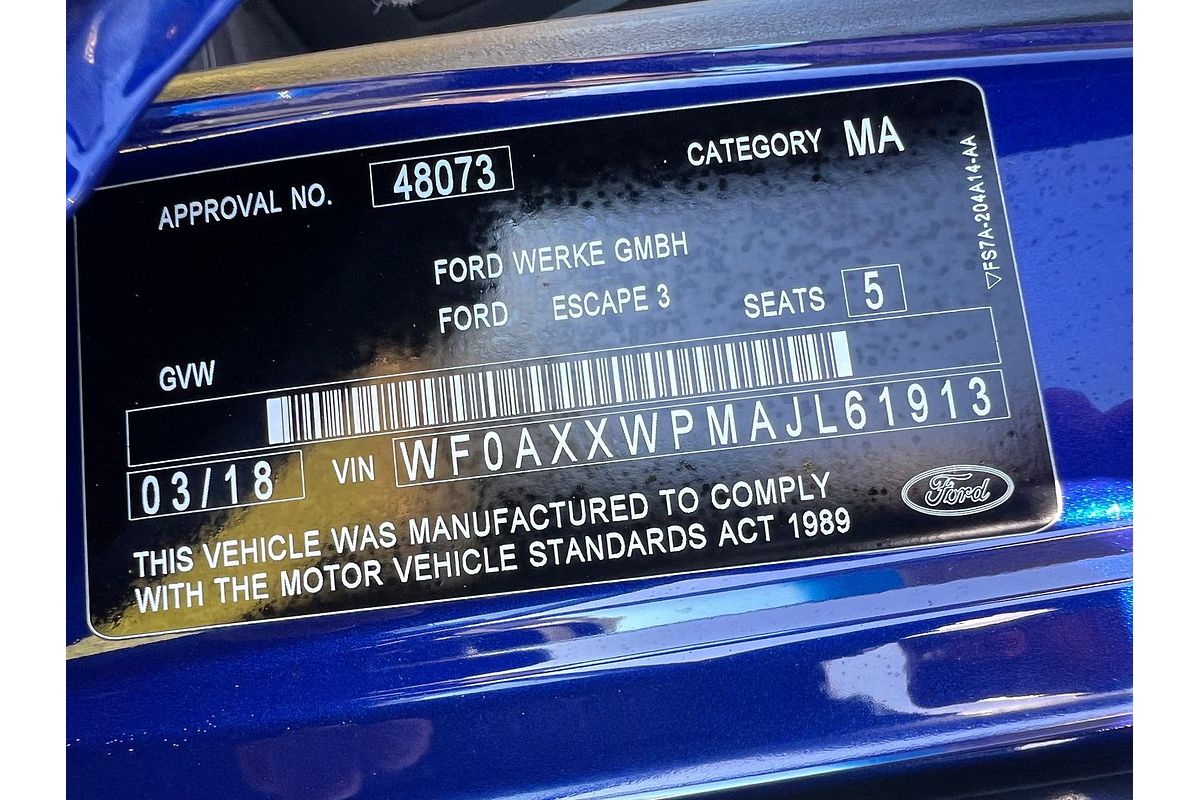 APPROVAL NO. 48073 CATEGORY MA
FORD WERKE GMBH
FORD ESCAPE 3 SEATS 5
GVW
03/18 VIN WF0AXXWPMAJL61913
THIS VEHICLE WAS MANUFACTURED TO COMPLY
WITH THE MOTOR VEHICLE STANDARDS ACT 1989
Ford
▽FS7A-204A14-AA